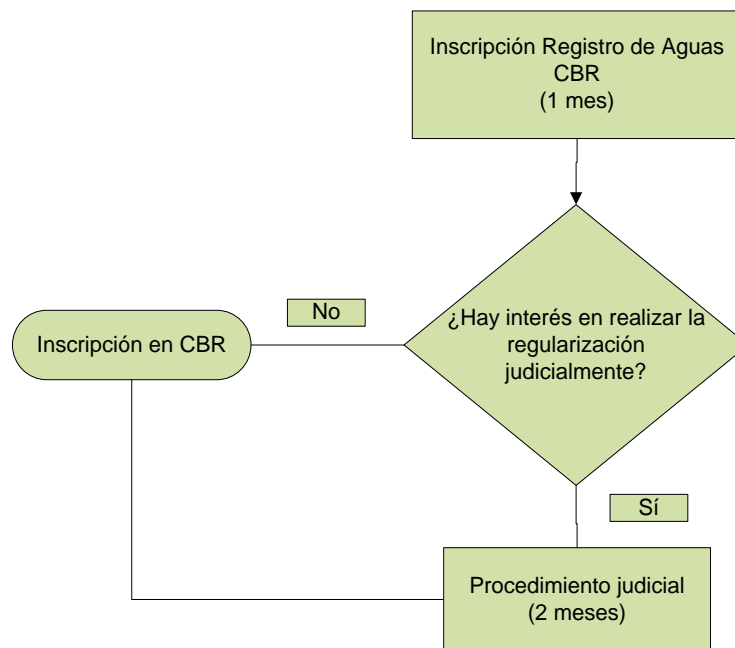 Inscripción Registro de Aguas
CBR
(1 mes)
¿Hay interés en realizar la
regularización
judicialmente?
No
Inscripción en CBR
Sí
Procedimiento judicial
(2 meses)